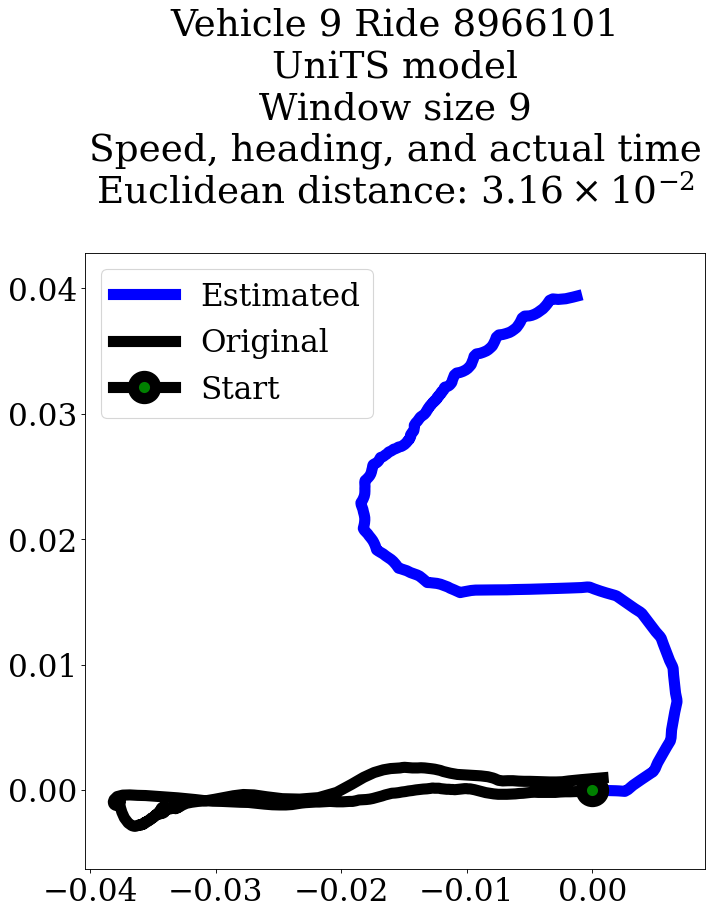 Vehicle 9 Ride 8966101
UniTS model
Window size 9
Speed, heading, and actual time
Euclidean distance: 3.16 × 10⁻²
Estimated
Original
Start
0.04
0.03
0.02
0.01
0.00
−0.04 −0.03 −0.02 −0.01 0.00